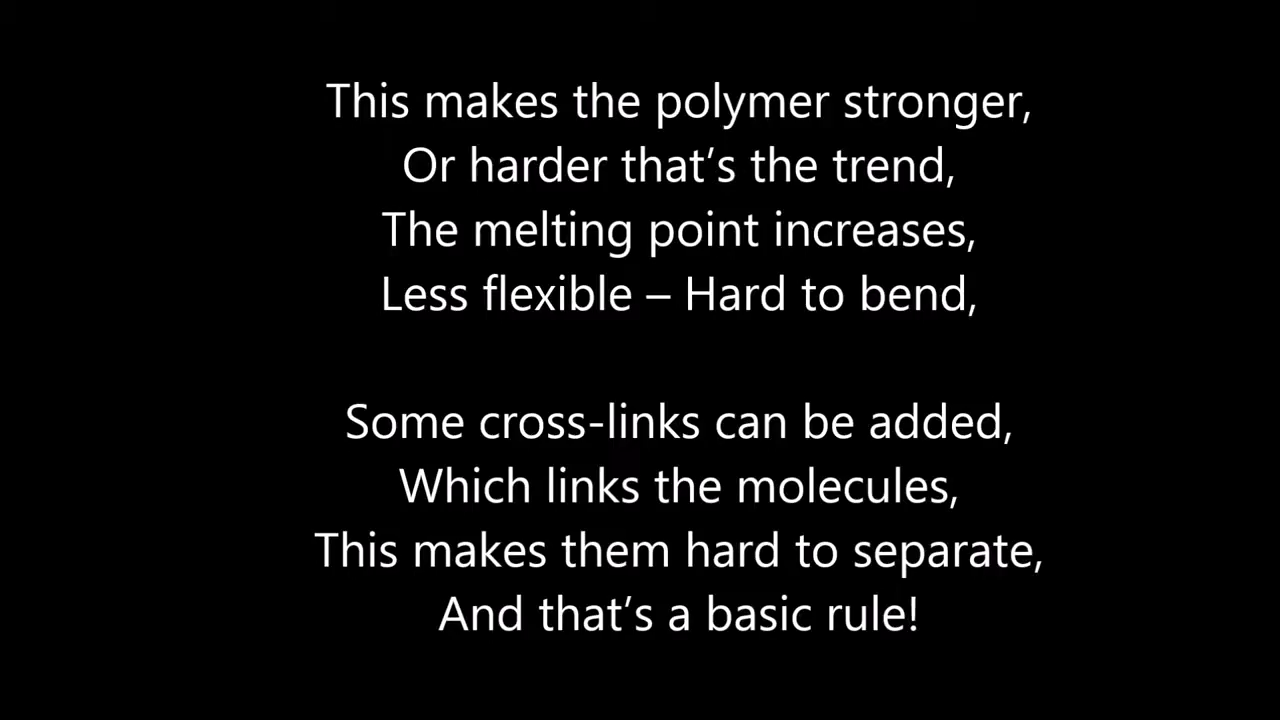 This makes the polymer stronger,
Or harder that’s the trend,
The melting point increases,
Less flexible – Hard to bend,
Some cross-links can be added,
Which links the molecules,
This makes them hard to separate,
And that’s a basic rule!